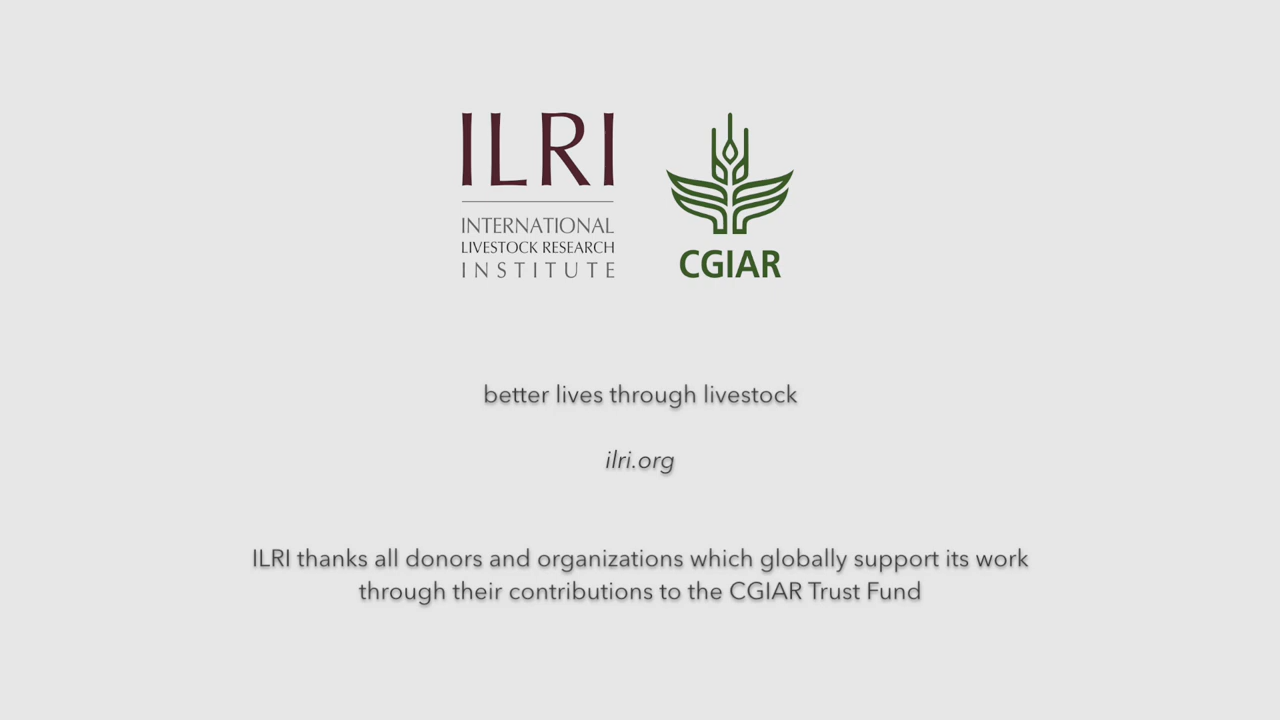 ILRI
INTERNATIONAL
LIVESTOCK RESEARCH
INSTITUTE
CGIAR
better lives through livestock
ilri.org
ILRI thanks all donors and organizations which globally support its work
through their contributions to the CGIAR Trust Fund